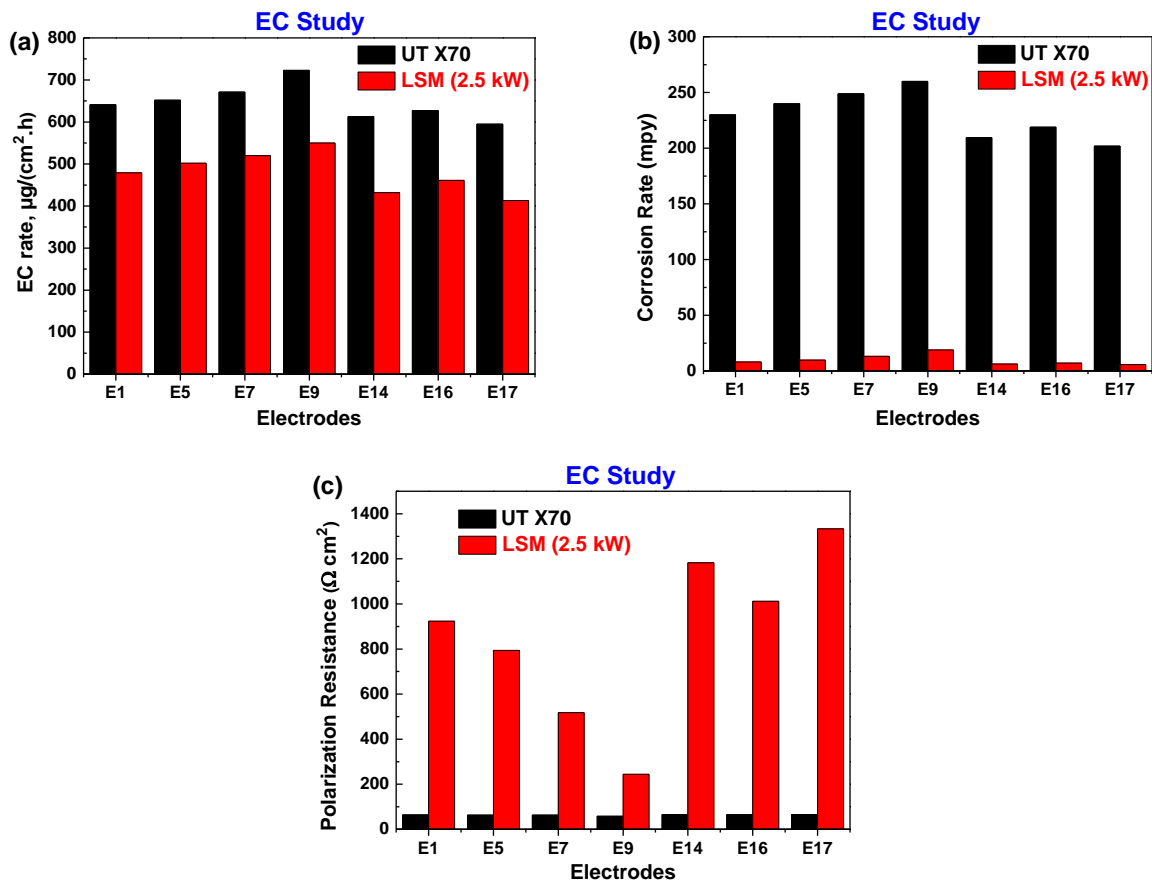 EC Study
(a)
UT X70
LSM (2.5 kW)
800
700
600
500
400
300
200
100
0
EC rate, µg/(cm².h)
E1 E5 E7 E9 E14 E16 E17
Electrodes
EC Study
(b)
UT X70
LSM (2.5 kW)
300
250
200
150
100
50
0
Corrosion Rate (mpy)
E1 E5 E7 E9 E14 E16 E17
Electrodes
EC Study
(c)
UT X70
LSM (2.5 kW)
1400
1200
1000
800
600
400
200
0
Polarization Resistance (Ω cm²)
E1 E5 E7 E9 E14 E16 E17
Electrodes